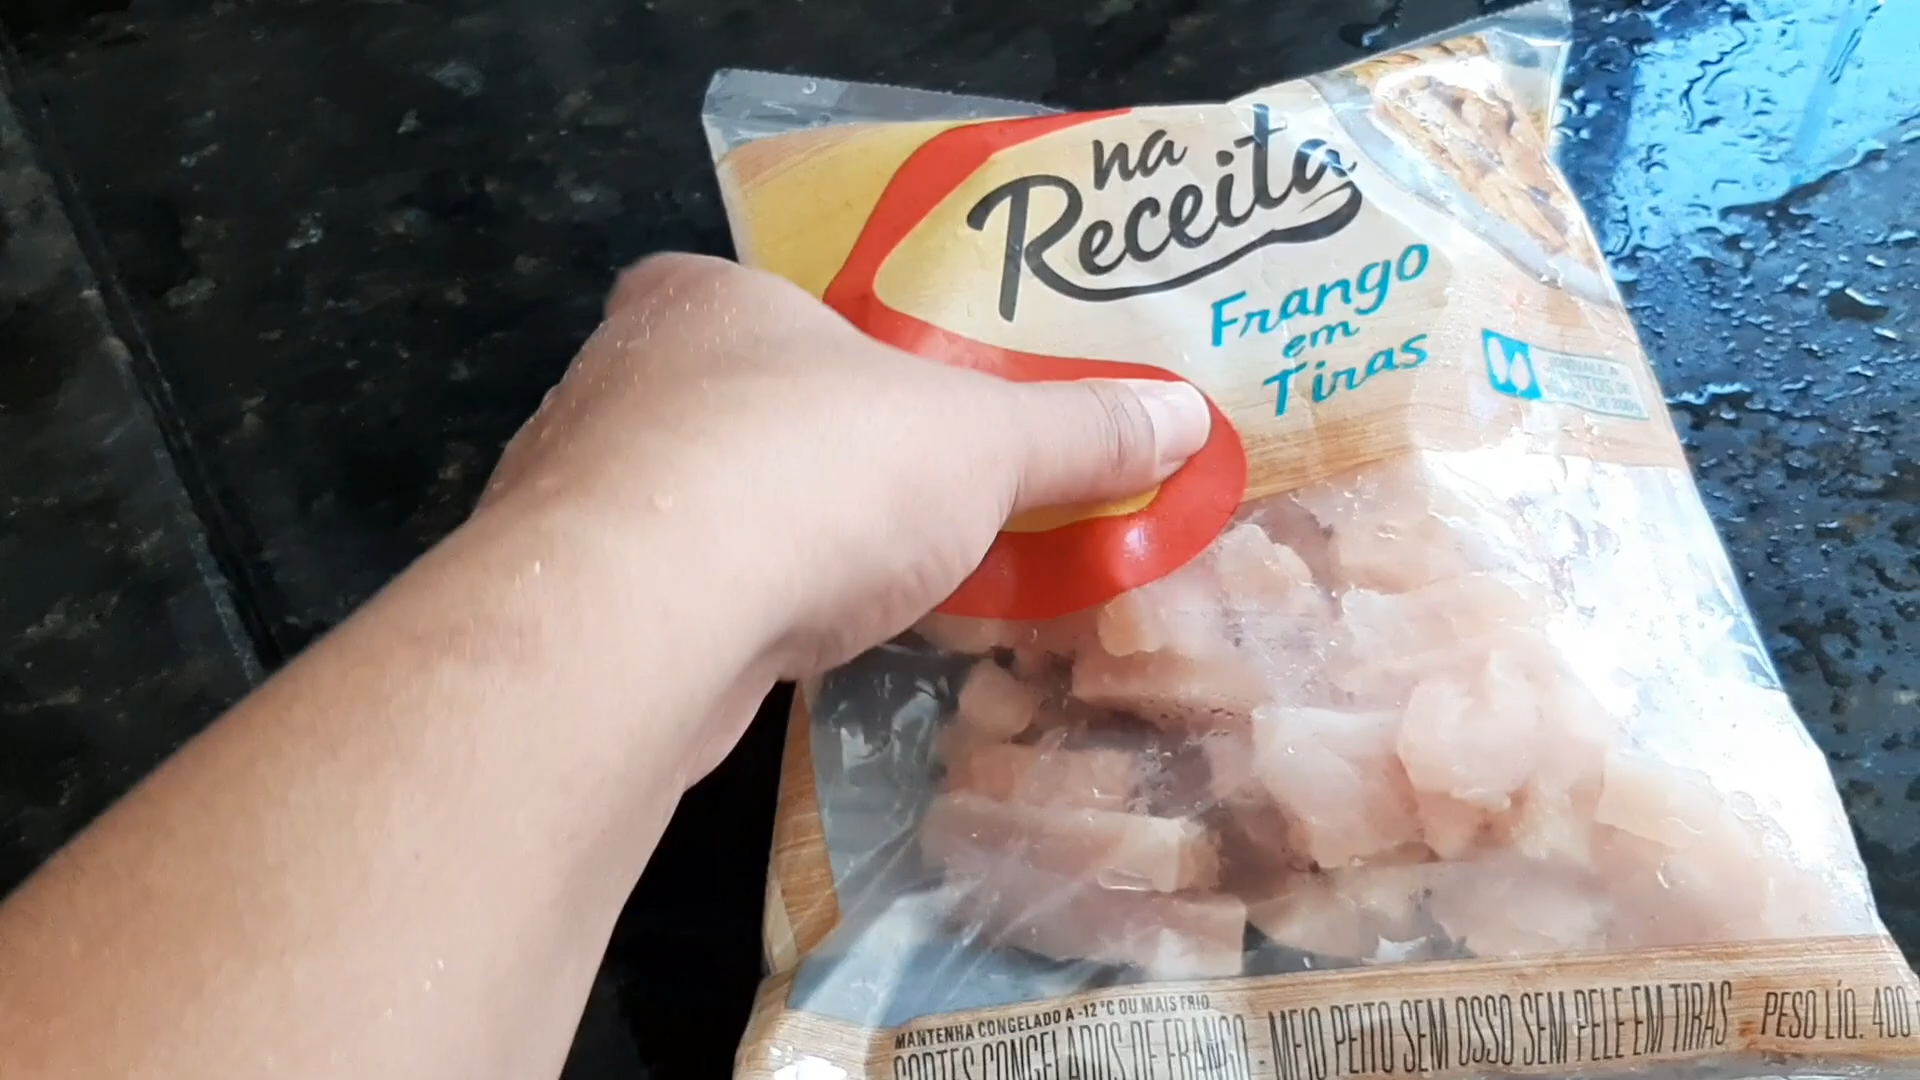 na
Receita
Frango
em
Tiras
MANTENHA CONGELADO A -12 °C OU MAIS FRIO
CORTES CONGELADOS DE FRANGO - MEIO PEITO SEM OSSO SEM PELE EM TIRAS
PESO LÍQ. 400